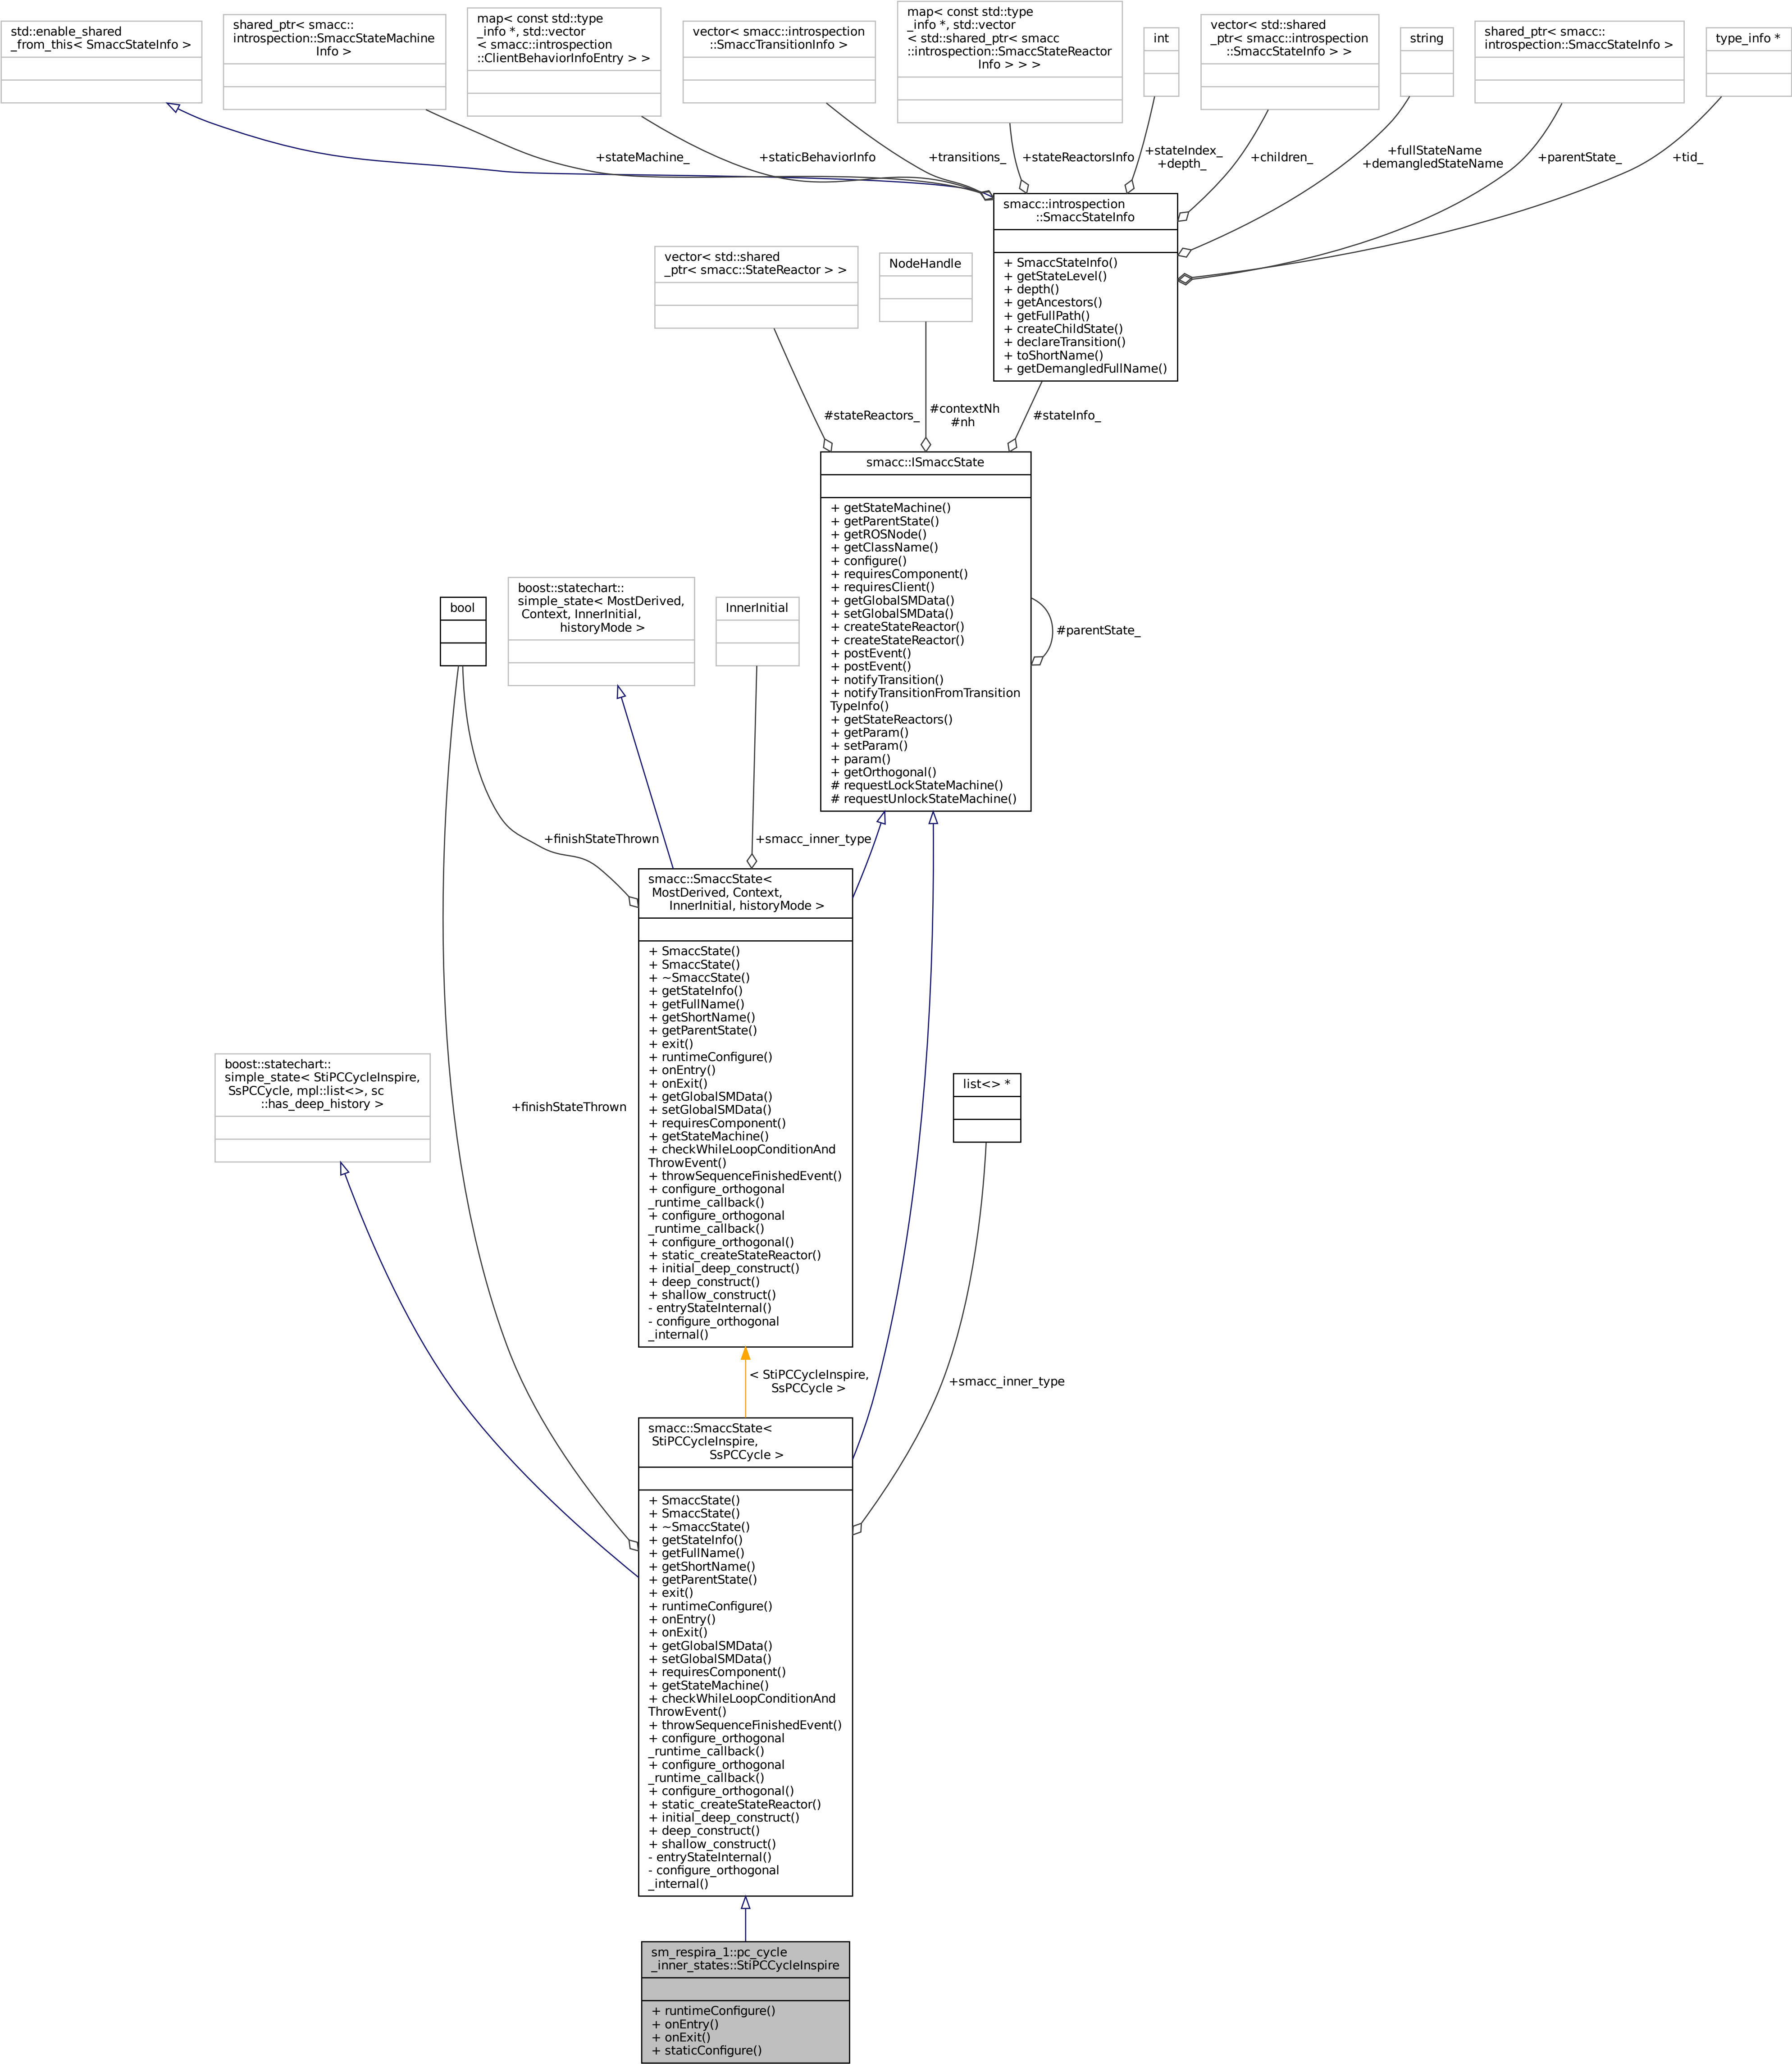 std::enable_shared
_from_this< SmaccStateInfo >
shared_ptr< smacc::
introspection::SmaccStateMachine
Info >
map< const std::type
_info *, std::vector
< smacc::introspection
::ClientBehaviorInfoEntry > >
vector< smacc::introspection
::SmaccTransitionInfo >
map< const std::type
_info *, std::vector
< std::shared_ptr< smacc
::introspection::SmaccStateReactor
Info > > >
int
vector< std::shared
_ptr< smacc::introspection
::SmaccStateInfo > >
string
shared_ptr< smacc::
introspection::SmaccStateInfo >
type_info *
+stateMachine_
+staticBehaviorInfo
+transitions_
+stateReactorsInfo
+stateIndex_
+depth_
+children_
+fullStateName
+demangledStateName
+parentState_
+tid_
smacc::introspection
::SmaccStateInfo
+ SmaccStateInfo()
+ getStateLevel()
+ depth()
+ getAncestors()
+ getFullPath()
+ createChildState()
+ declareTransition()
+ toShortName()
+ getDemangledFullName()
vector< std::shared
_ptr< smacc::StateReactor > >
NodeHandle
#stateReactors_
#contextNh
#nh
#stateInfo_
smacc::ISmaccState
+ getStateMachine()
+ getParentState()
+ getROSNode()
+ getClassName()
+ configure()
+ requiresComponent()
+ requiresClient()
+ getGlobalSMData()
+ setGlobalSMData()
+ createStateReactor()
+ createStateReactor()
+ postEvent()
+ postEvent()
+ notifyTransition()
+ notifyTransitionFromTransition
TypeInfo()
+ getStateReactors()
+ getParam()
+ setParam()
+ param()
+ getOrthogonal()
# requestLockStateMachine()
# requestUnlockStateMachine()
#parentState_
bool
boost::statechart::
simple_state< MostDerived,
Context, InnerInitial,
historyMode >
InnerInitial
+finishStateThrown
+smacc_inner_type
smacc::SmaccState<
MostDerived, Context,
InnerInitial, historyMode >
+ SmaccState()
+ SmaccState()
+ ~SmaccState()
+ getStateInfo()
+ getFullName()
+ getShortName()
+ getParentState()
+ exit()
+ runtimeConfigure()
+ onEntry()
+ onExit()
+ getGlobalSMData()
+ setGlobalSMData()
+ requiresComponent()
+ getStateMachine()
+ checkWhileLoopConditionAnd
ThrowEvent()
+ throwSequenceFinishedEvent()
+ configure_orthogonal
_runtime_callback()
+ configure_orthogonal
_runtime_callback()
+ configure_orthogonal()
+ static_createStateReactor()
+ initial_deep_construct()
+ deep_construct()
+ shallow_construct()
- entryStateInternal()
- configure_orthogonal
_internal()
boost::statechart::
simple_state< StiPCCycleInspire,
SsPCCycle, mpl::list<>, sc
::has_deep_history >
+finishStateThrown
list<> *
< StiPCCycleInspire,
SsPCCycle >
+smacc_inner_type
smacc::SmaccState<
StiPCCycleInspire,
SsPCCycle >
+ SmaccState()
+ SmaccState()
+ ~SmaccState()
+ getStateInfo()
+ getFullName()
+ getShortName()
+ getParentState()
+ exit()
+ runtimeConfigure()
+ onEntry()
+ onExit()
+ getGlobalSMData()
+ setGlobalSMData()
+ requiresComponent()
+ getStateMachine()
+ checkWhileLoopConditionAnd
ThrowEvent()
+ throwSequenceFinishedEvent()
+ configure_orthogonal
_runtime_callback()
+ configure_orthogonal
_runtime_callback()
+ configure_orthogonal()
+ static_createStateReactor()
+ initial_deep_construct()
+ deep_construct()
+ shallow_construct()
- entryStateInternal()
- configure_orthogonal
_internal()
sm_respira_1::pc_cycle
_inner_states::StiPCCycleInspire
+ runtimeConfigure()
+ onEntry()
+ onExit()
+ staticConfigure()